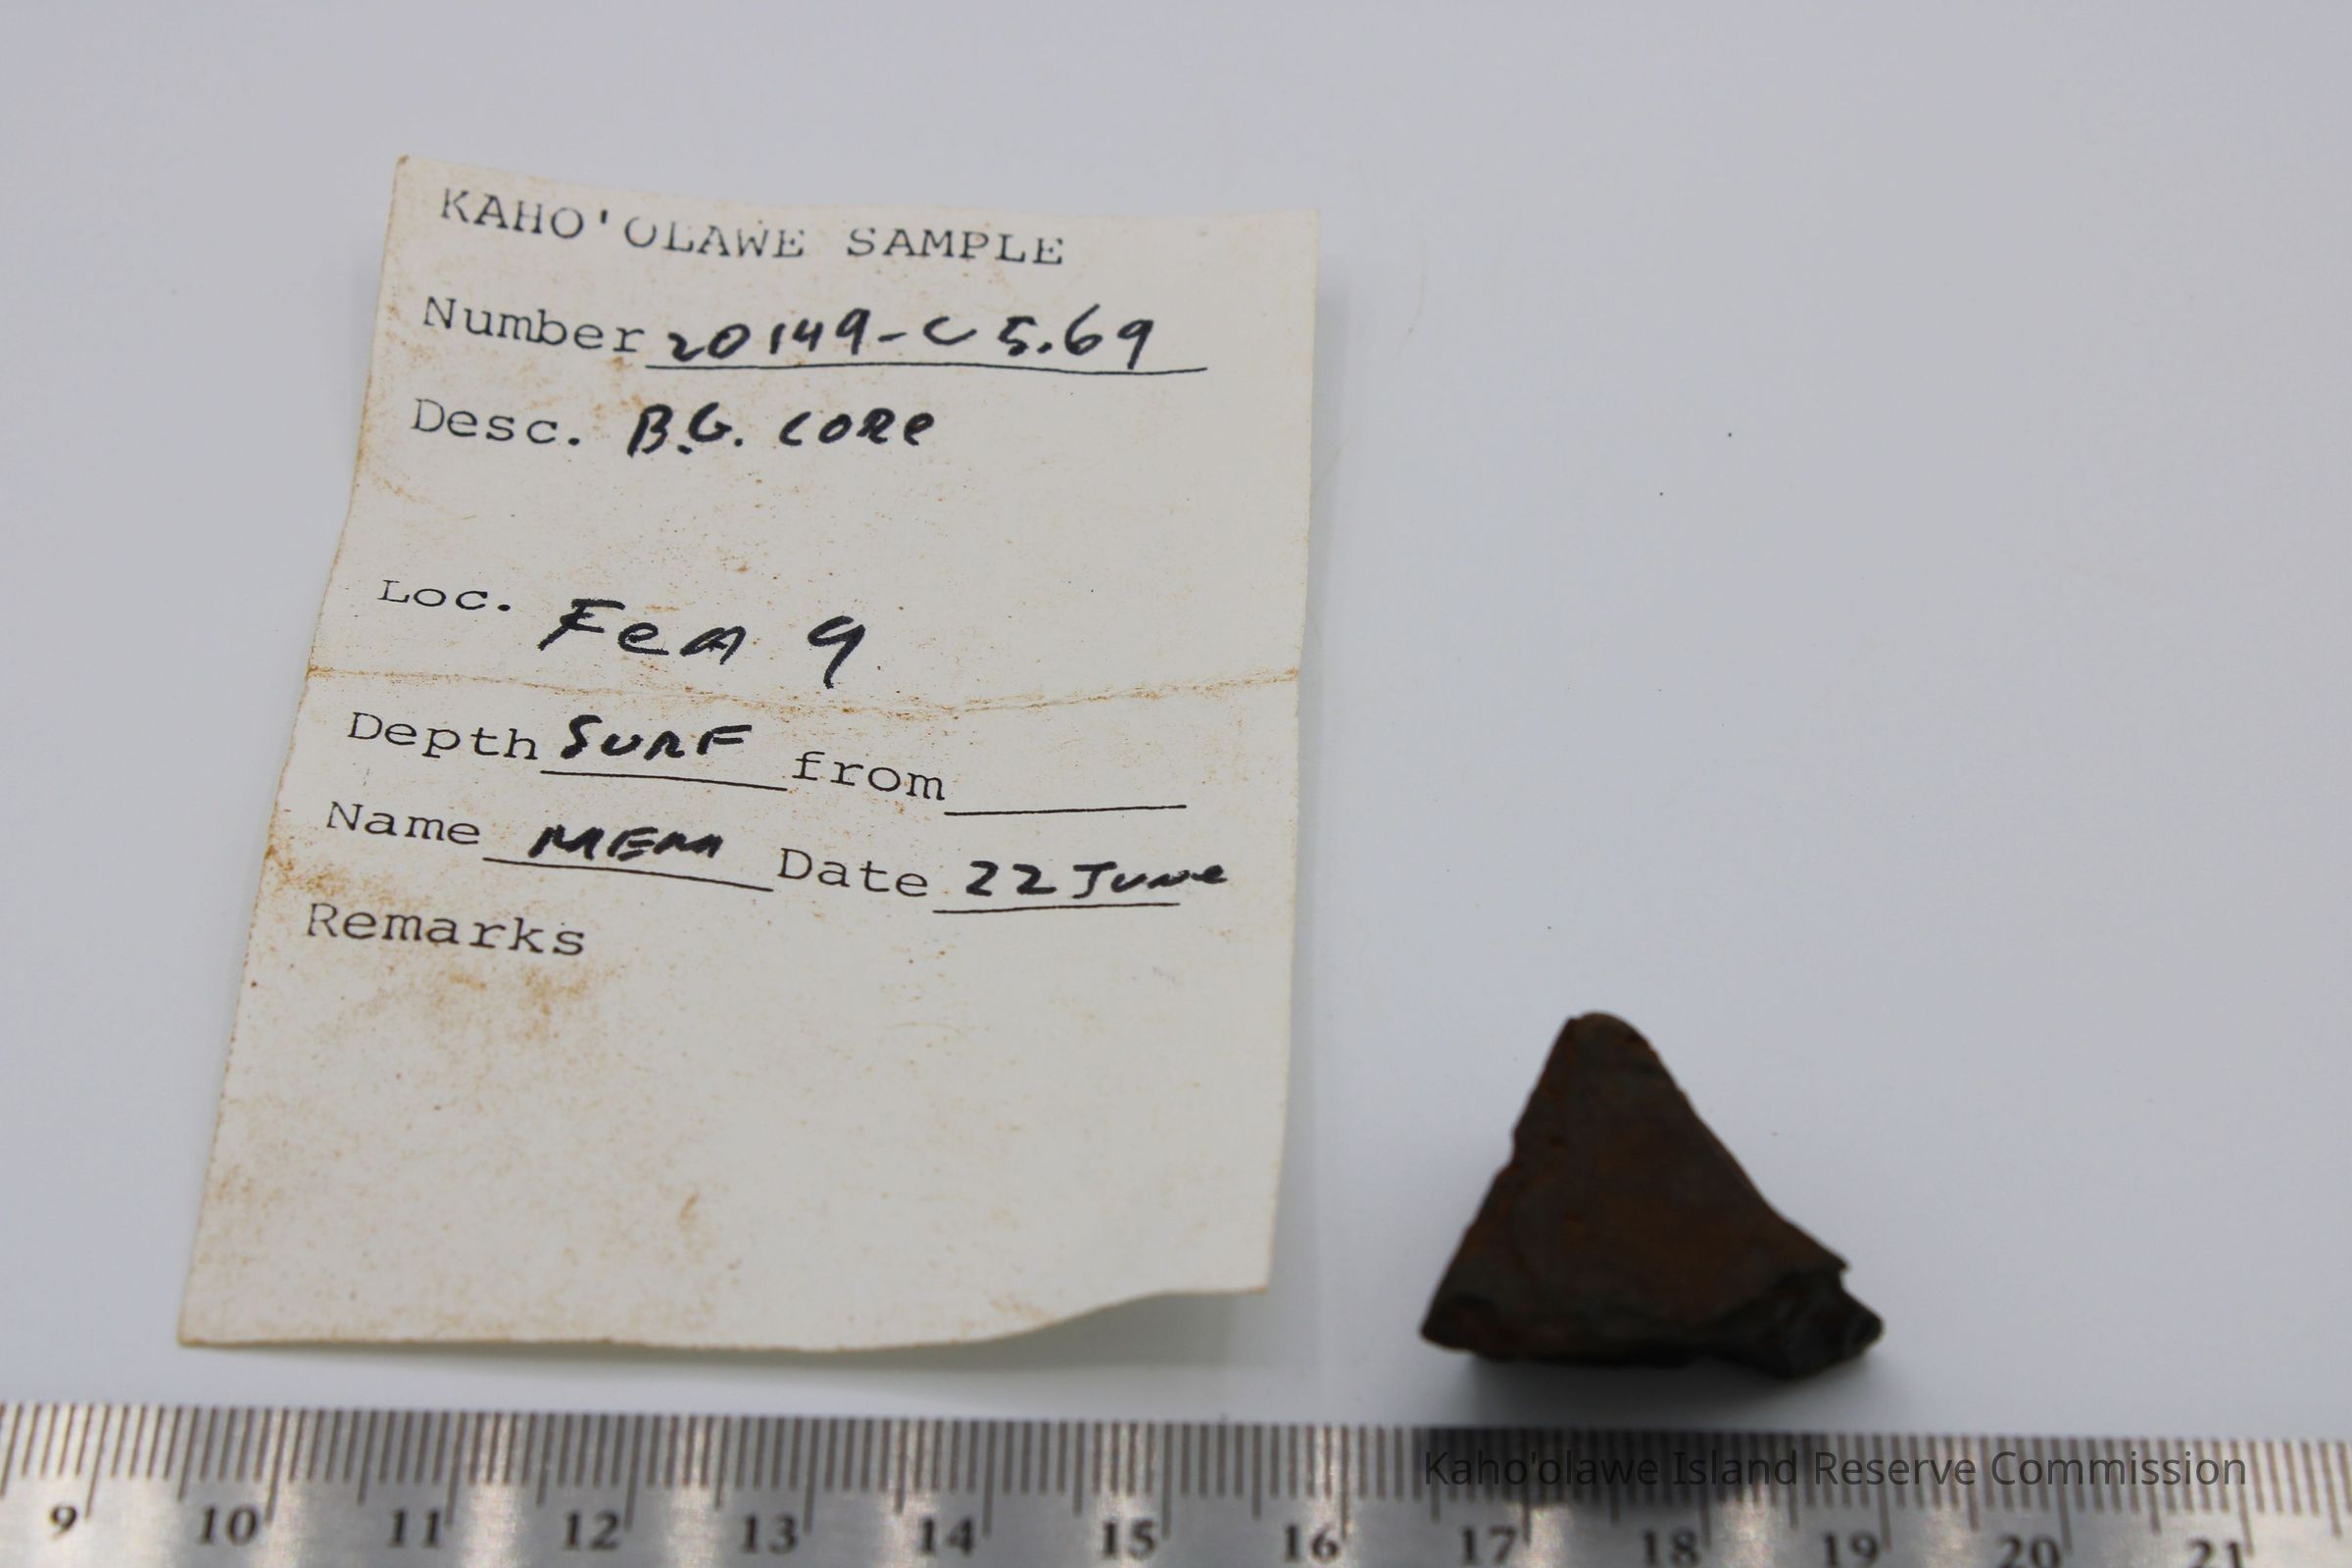 KAHO'OLAWE SAMPLE
Number 20149-C 5.69
Desc. B.G. CORE
Loc. FeA 9
Depth SURF from
Name MEM Date 22 June
Remarks
Kaho'olawe Island Reserve Commission
9 10 11 12 13 14 15 16 17 18 19 20 21